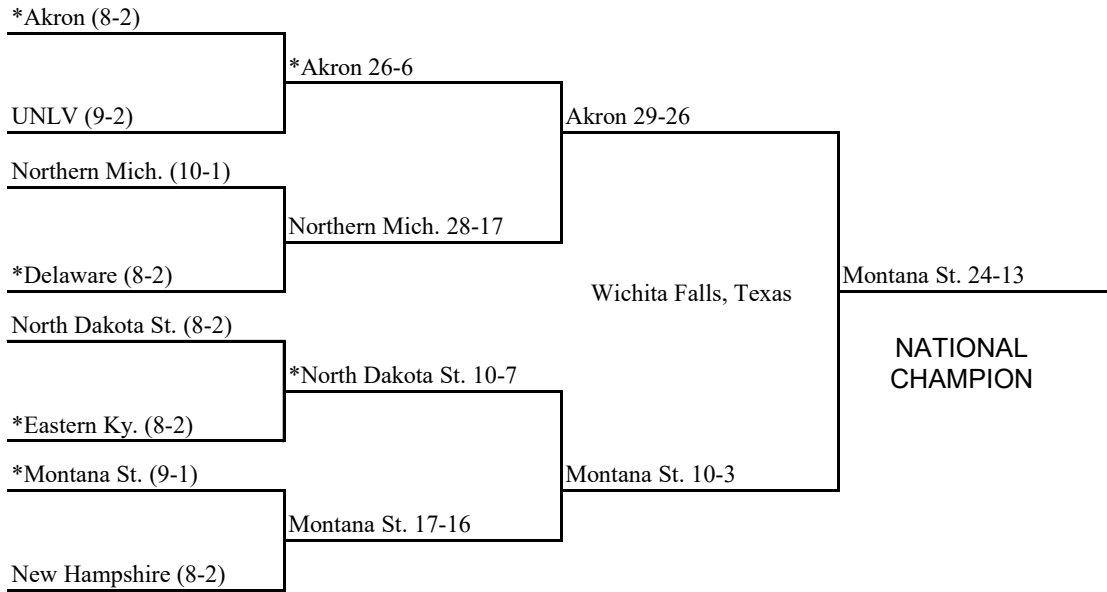 *Akron (8-2)
*Akron 26-6
UNLV (9-2)
Akron 29-26
Northern Mich. (10-1)
Northern Mich. 28-17
*Delaware (8-2)
Wichita Falls, Texas
Montana St. 24-13
North Dakota St. (8-2)
NATIONAL
CHAMPION
*North Dakota St. 10-7
*Eastern Ky. (8-2)
*Montana St. (9-1)
Montana St. 10-3
Montana St. 17-16
New Hampshire (8-2)